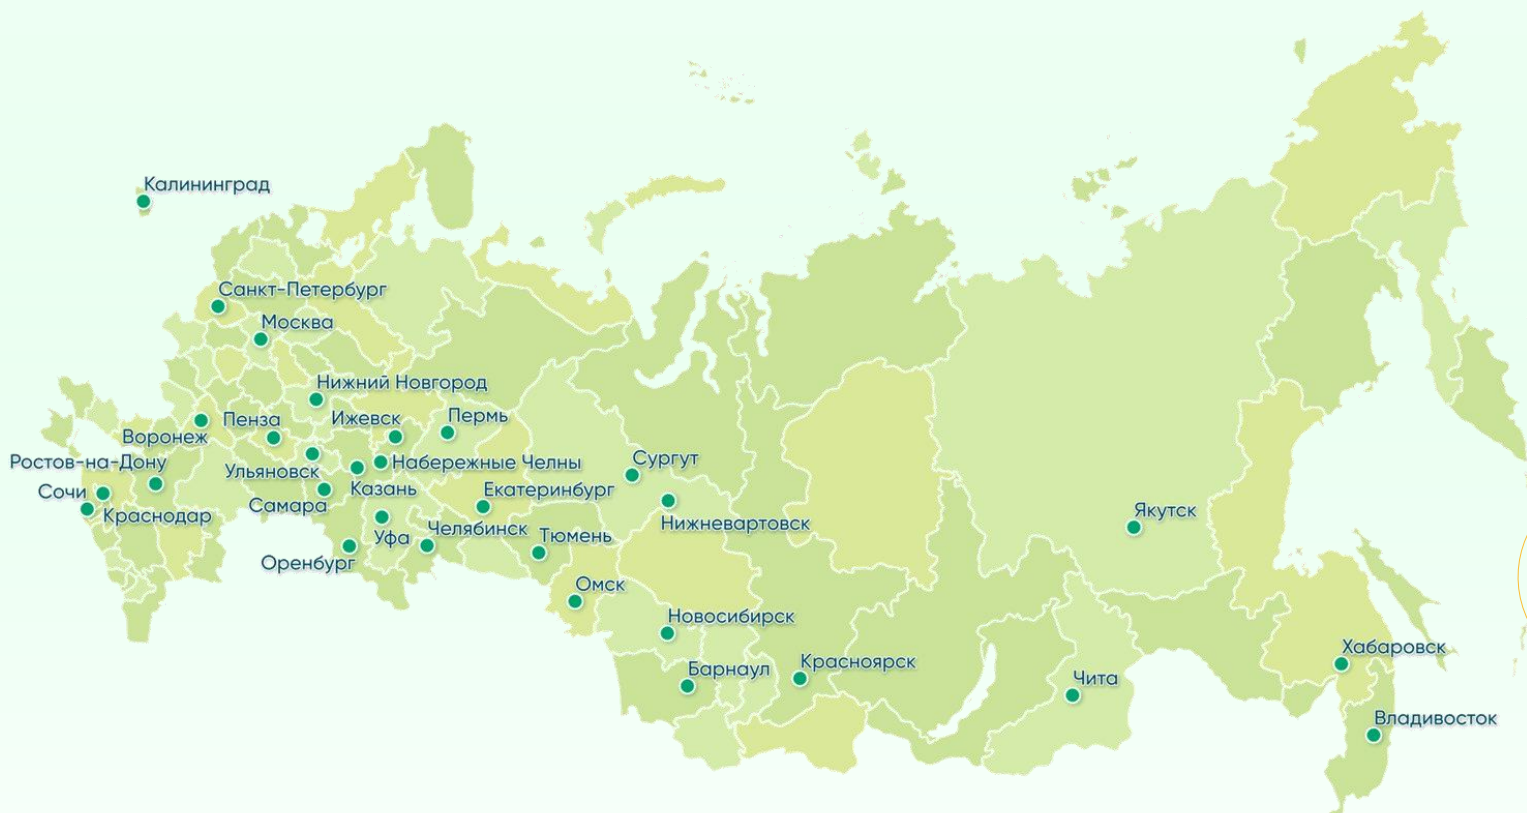 Калининград
Санкт-Петербург
Москва
Нижний Новгород
Пенза
Ижевск
Пермь
Воронеж
Ростов-на-Дону
Ульяновск
Набережные Челны
Сургут
Сочи
Самара
Казань
Екатеринбург
Краснодар
Нижневартовск
Якутск
Уфа
Челябинск
Тюмень
Оренбург
Омск
Новосибирск
Хабаровск
Барнаул
Красноярск
Чита
Владивосток